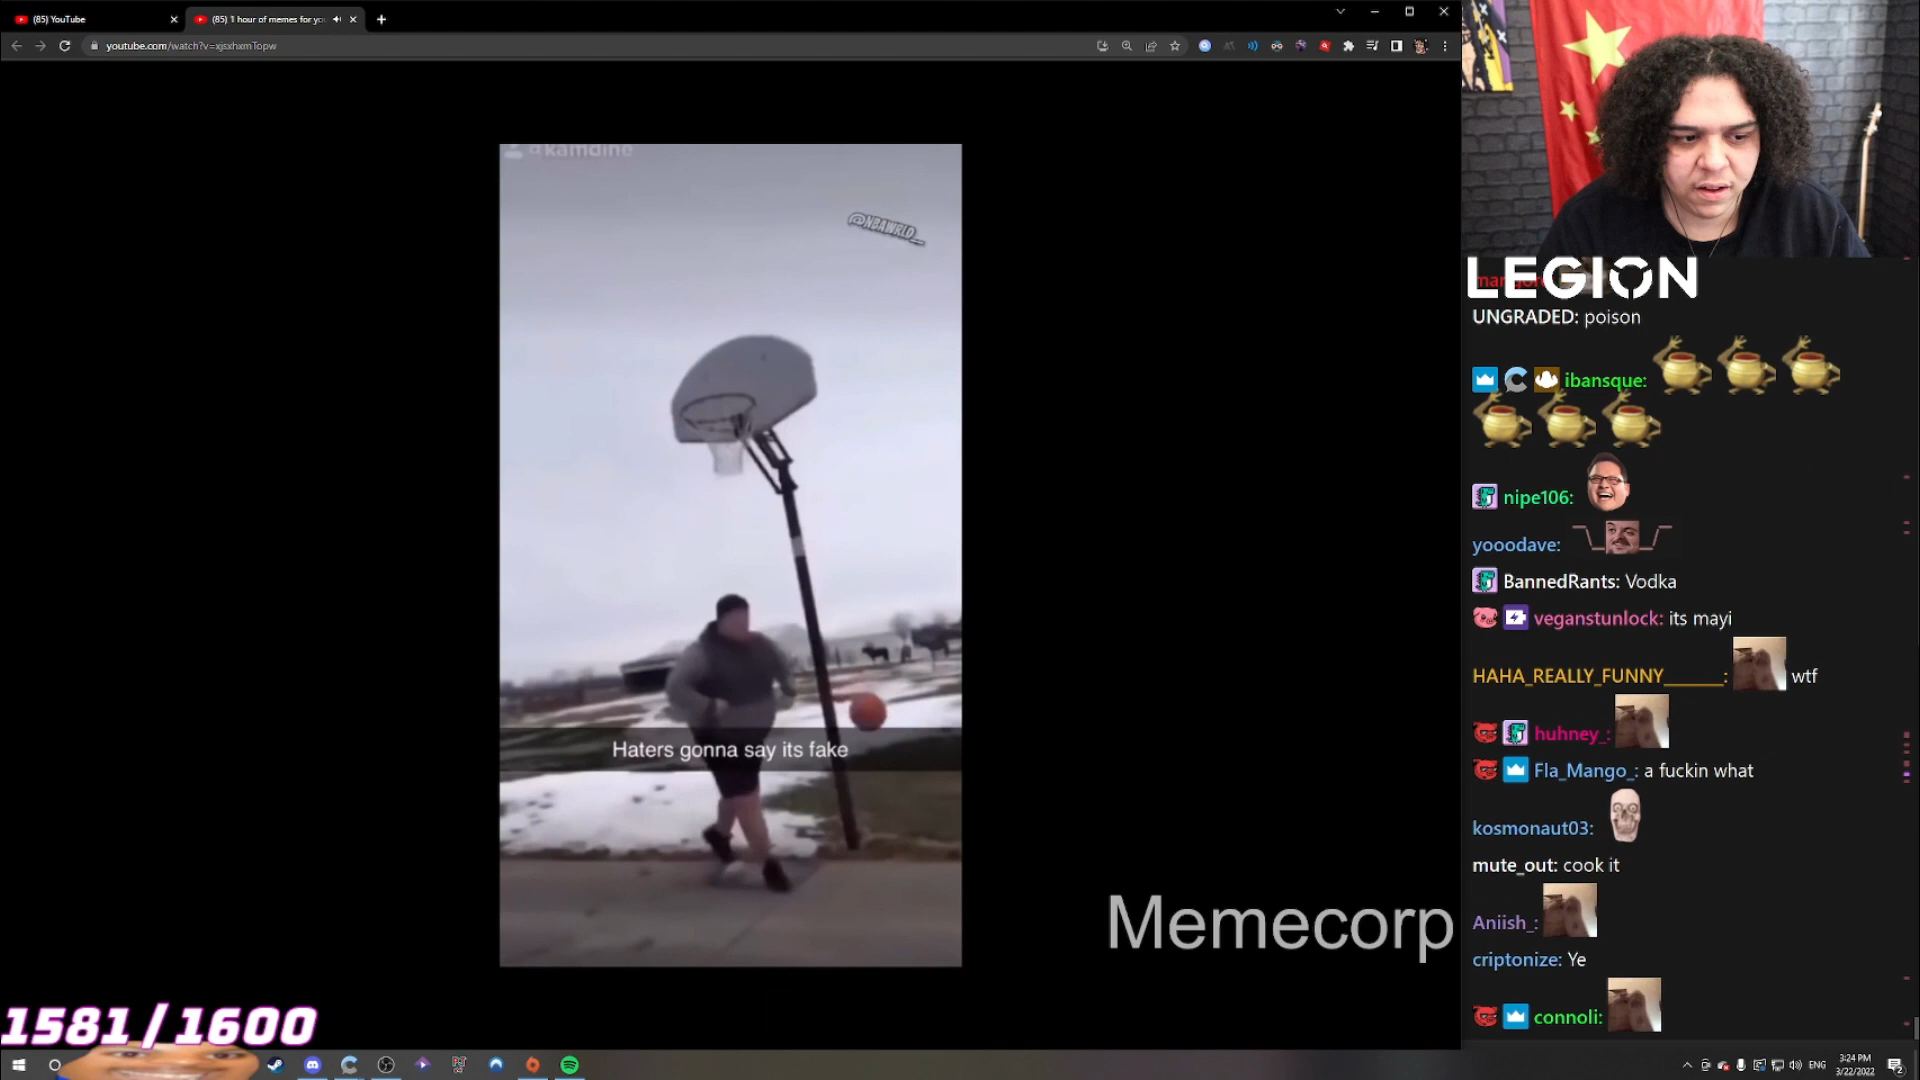 (85) YouTube
(85) 1 hour of memes for yo
youtube.com/watch?v=xjsxhxmTopw
@NBAWRLD_
Haters gonna say its fake
Memecorp
1581/1600
LEGION
UNGRADED: poison
ibansque:
nipe106:
yooodave:
BannedRants: Vodka
veganstunlock: its mayi
HAHA_REALLY_FUNNY______: wtf
huhney_:
Fla_Mango_: a fuckin what
kosmonaut03:
mute_out: cook it
Aniish_:
criptonize: Ye
connoli:
ENG
3:24 PM
3/22/2022